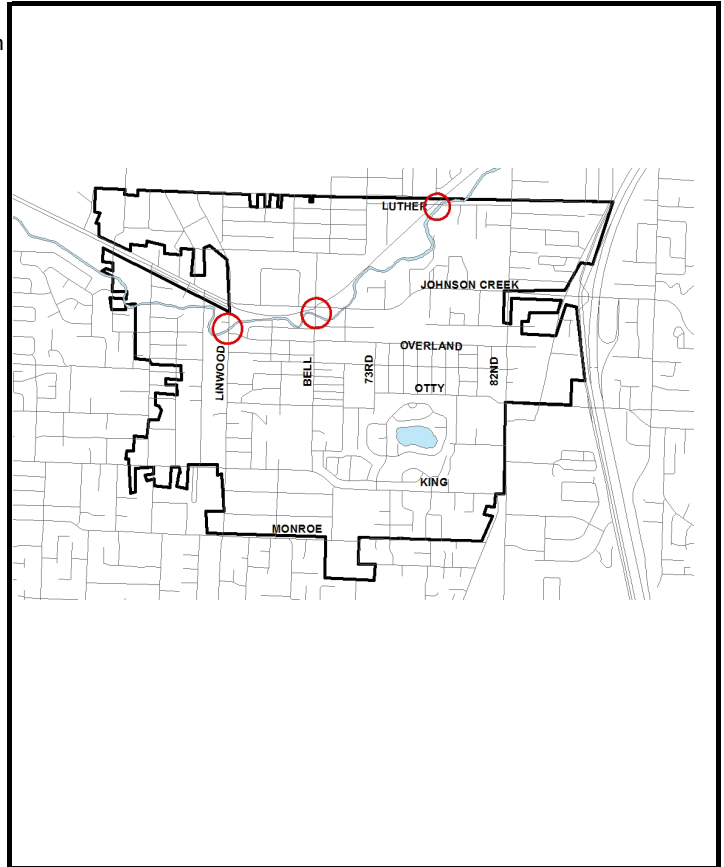 n
LUTHER
JOHNSON CREEK
OVERLAND
LINWOOD
BELL
73RD
82ND
OTTY
KING
MONROE